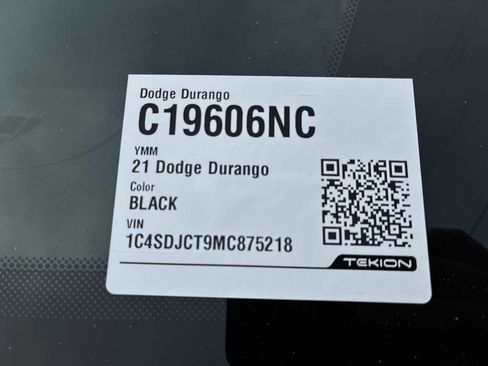 Dodge Durango
C19606NC
YMM
21 Dodge Durango
Color
BLACK
VIN
1C4SDJCT9MC875218
TEKION